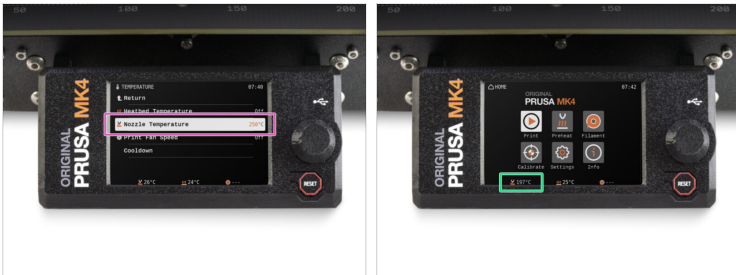 50 100 150 200
ORIGINAL
PRUSA MK4
TEMPERATURE 07:40
Return
Heatbed Temperature Off
Nozzle Temperature 250°C
Print Fan Speed Off
Cooldown
26°C 24°C ---
RESET
50 100 150 200
ORIGINAL
PRUSA MK4
HOME 07:42
ORIGINAL
PRUSA MK4
Print Preheat Filament
Calibrate Settings Info
197°C 25°C ---
RESET